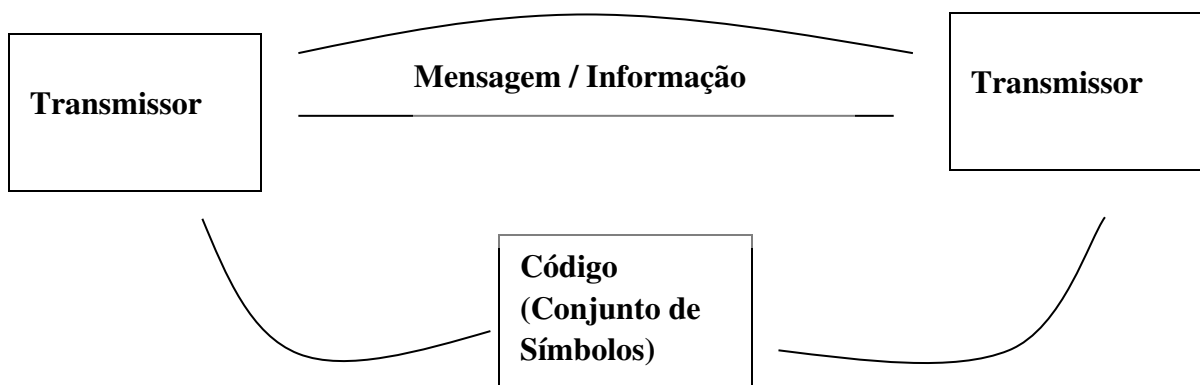 Transmissor
Mensagem / Informação
Transmissor
Código
(Conjunto de
Símbolos)